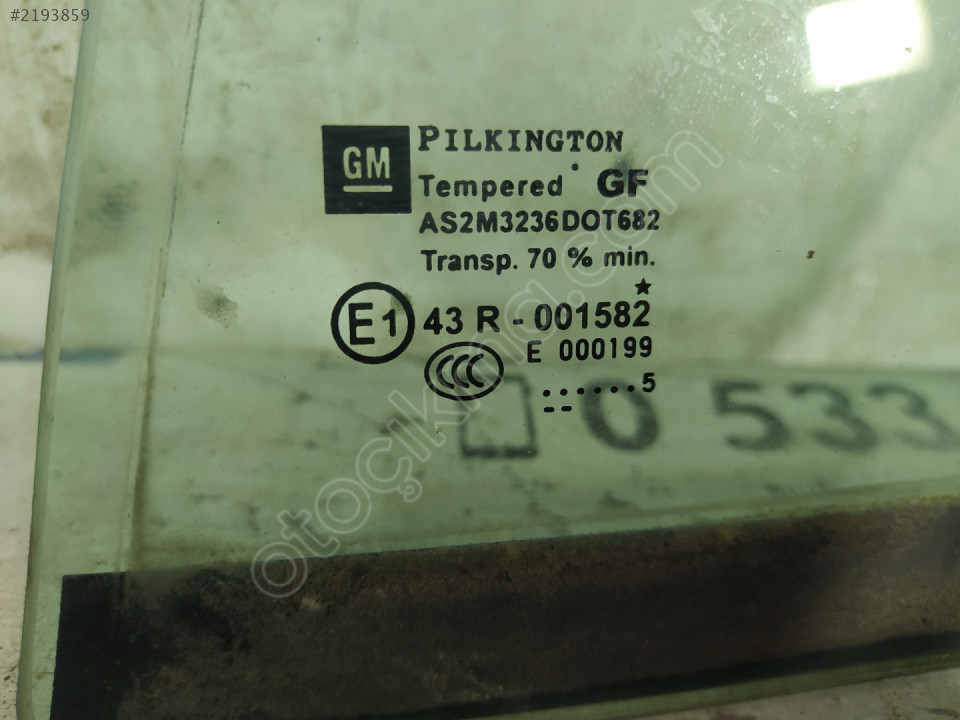 #2193859
GM
PILKINGTON
Tempered GF
AS2M3236DOT682
Transp. 70 % min.
E1 43 R - 001582
E 000199
CCC
......5
--
0 533
otoçıkma.com